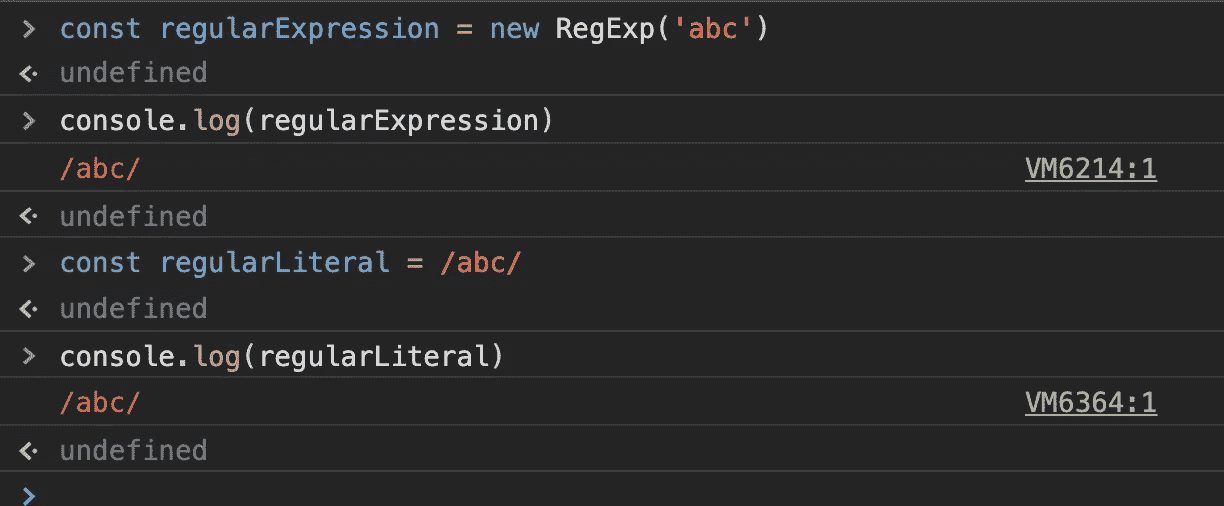 > const regularExpression = new RegExp('abc')
undefined
> console.log(regularExpression)
/abc/ VM6214:1
undefined
> const regularLiteral = /abc/
undefined
> console.log(regularLiteral)
/abc/ VM6364:1
undefined
>